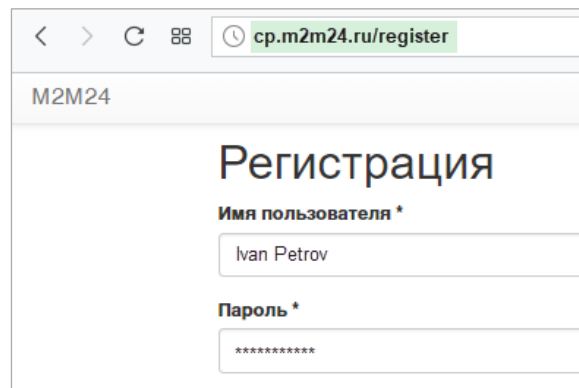 cp.m2m24.ru/register
M2M24
Регистрация
Имя пользователя *
Ivan Petrov
Пароль *
***********